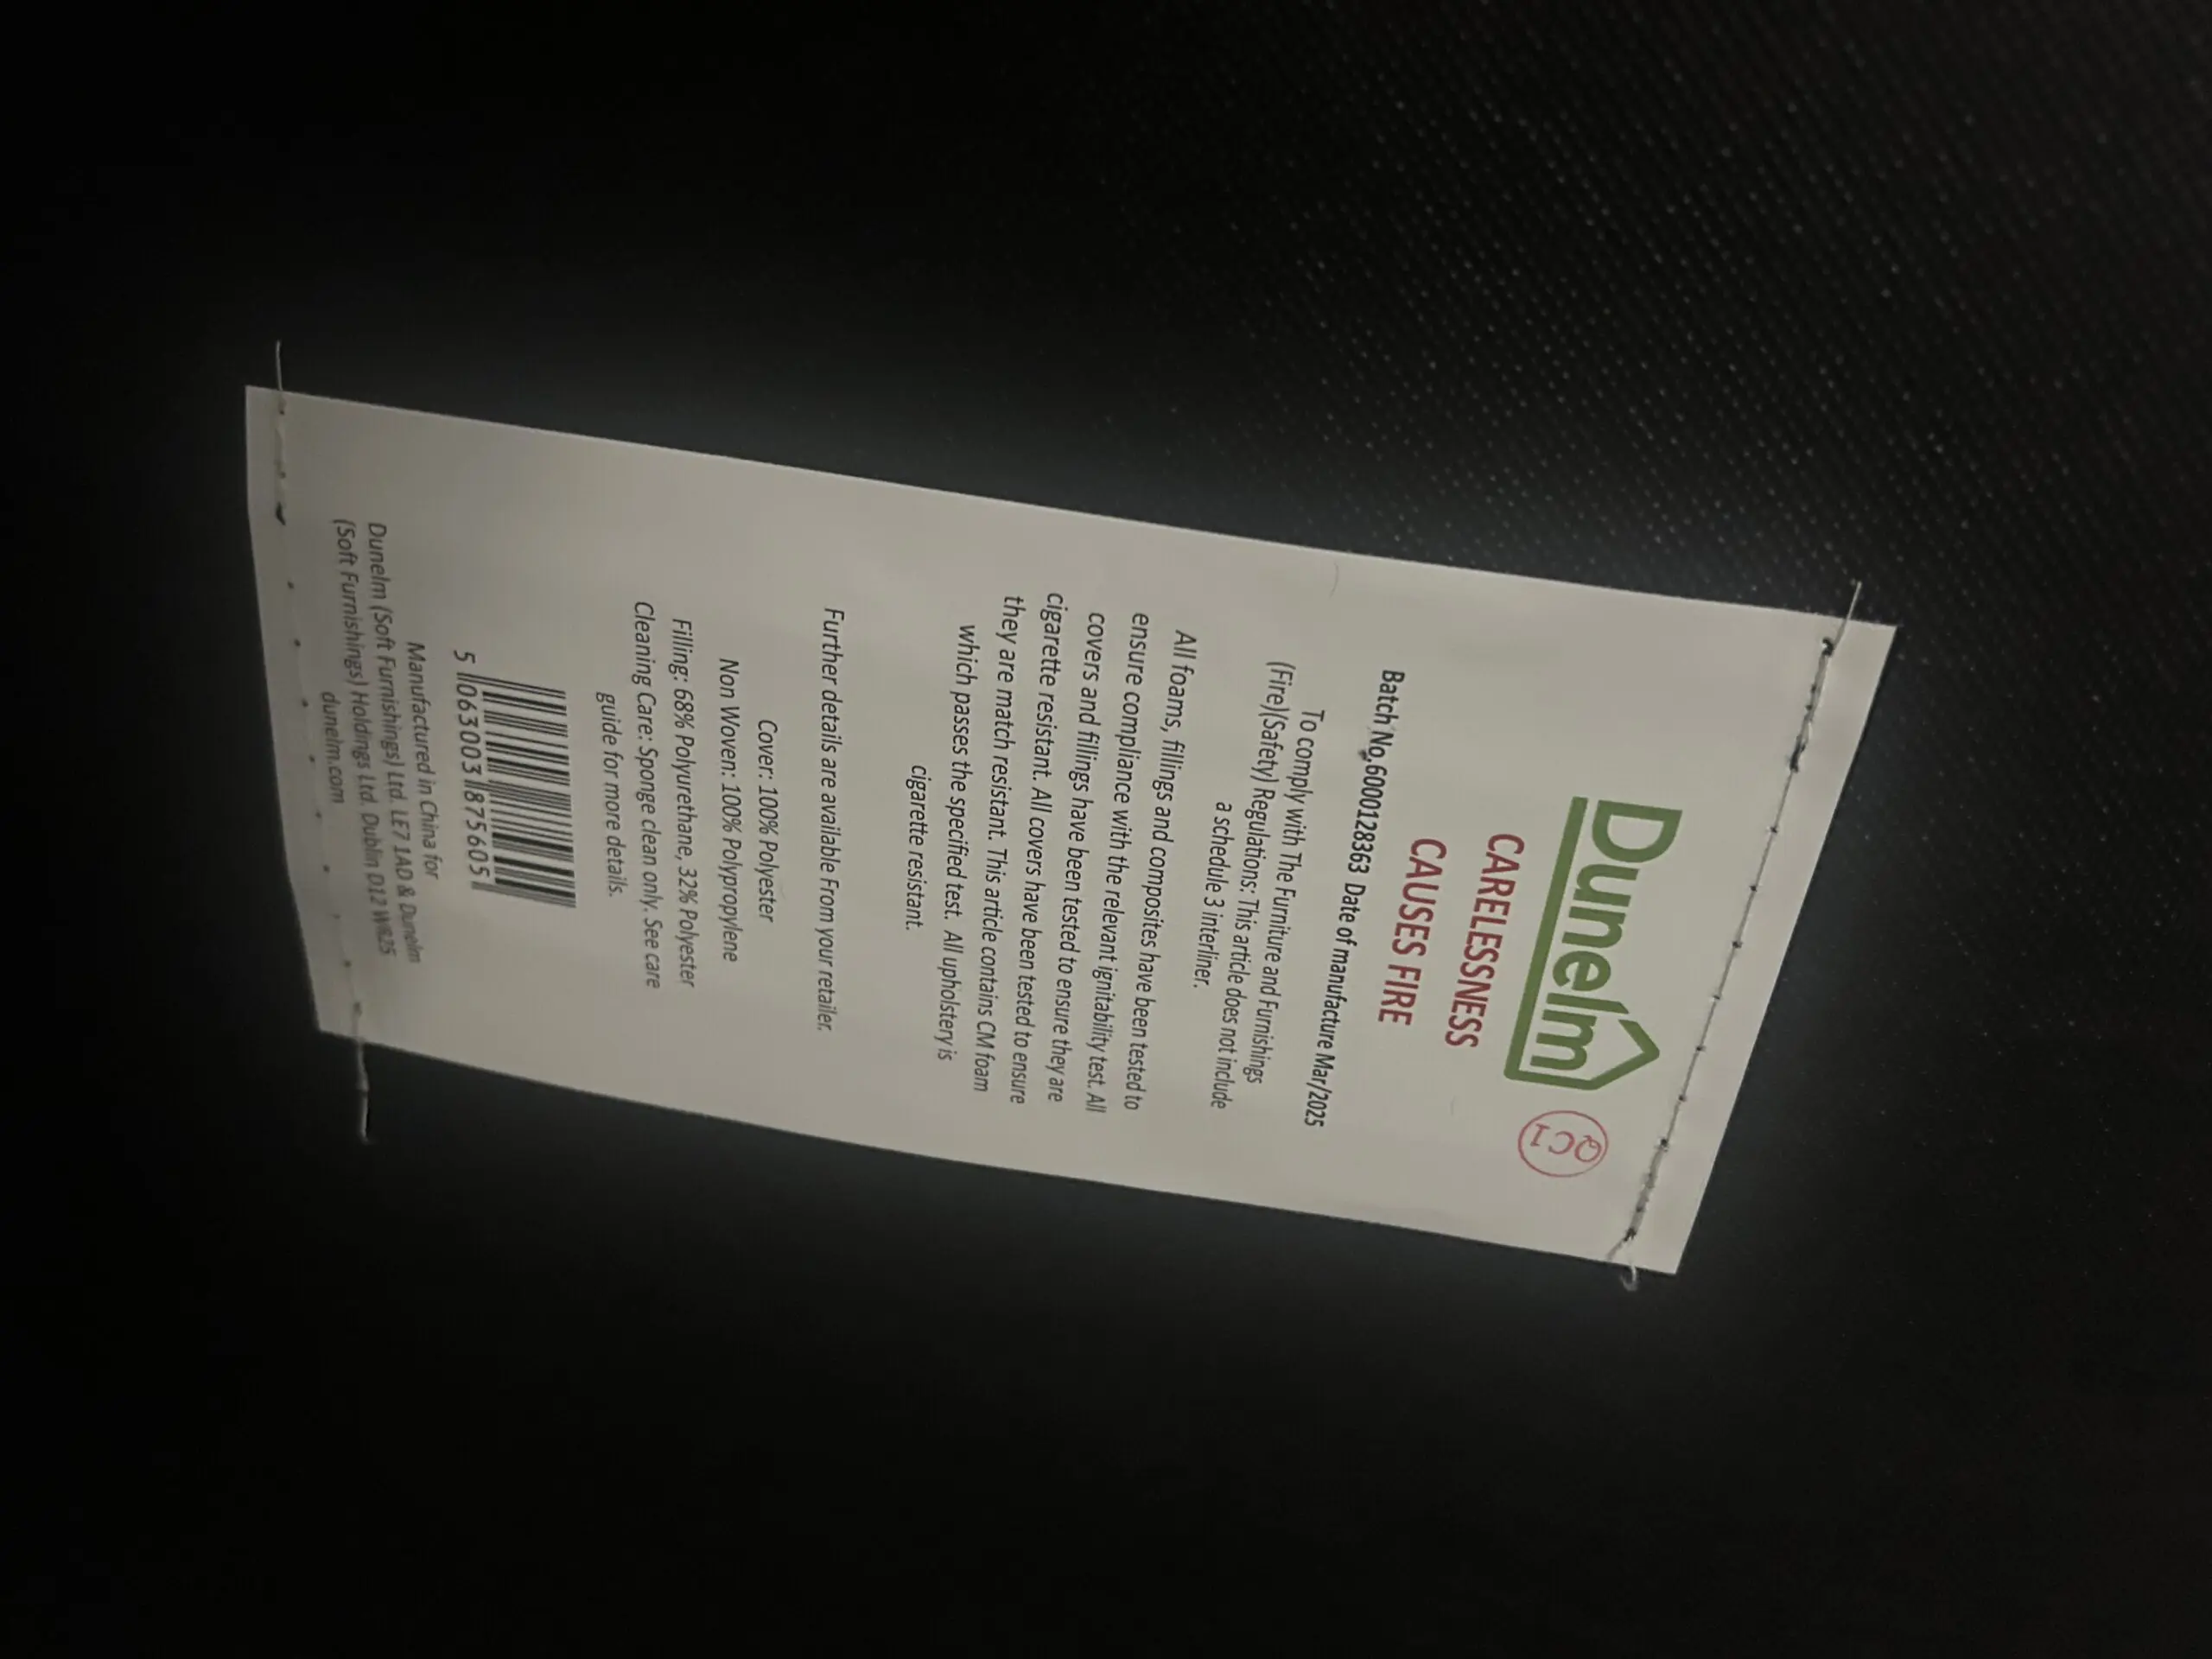 Dunelm
QC1
CARELESSNESS
CAUSES FIRE
Batch No.6000128363 Date of manufacture Mar/2025
To comply with The Furniture and Furnishings
(Fire)(Safety) Regulations: This article does not include
a schedule 3 interliner.
All foams, fillings and composites have been tested to
ensure compliance with the relevant ignitability test. All
covers and fillings have been tested to ensure they are
cigarette resistant. All covers have been tested to ensure
they are match resistant. This article contains CM foam
which passes the specified test. All upholstery is
cigarette resistant.
Further details are available From your retailer.
Cover: 100% Polyester
Non Woven: 100% Polypropylene
Filling: 68% Polyurethane, 32% Polyester
Cleaning Care: Sponge clean only. See care
guide for more details.
5 063003 875605
Manufactured in China for
Dunelm (Soft Furnishings) Ltd. LE7 1AD & Dunelm
(Soft Furnishings) Holdings Ltd. Dublin D12
dunelm.com